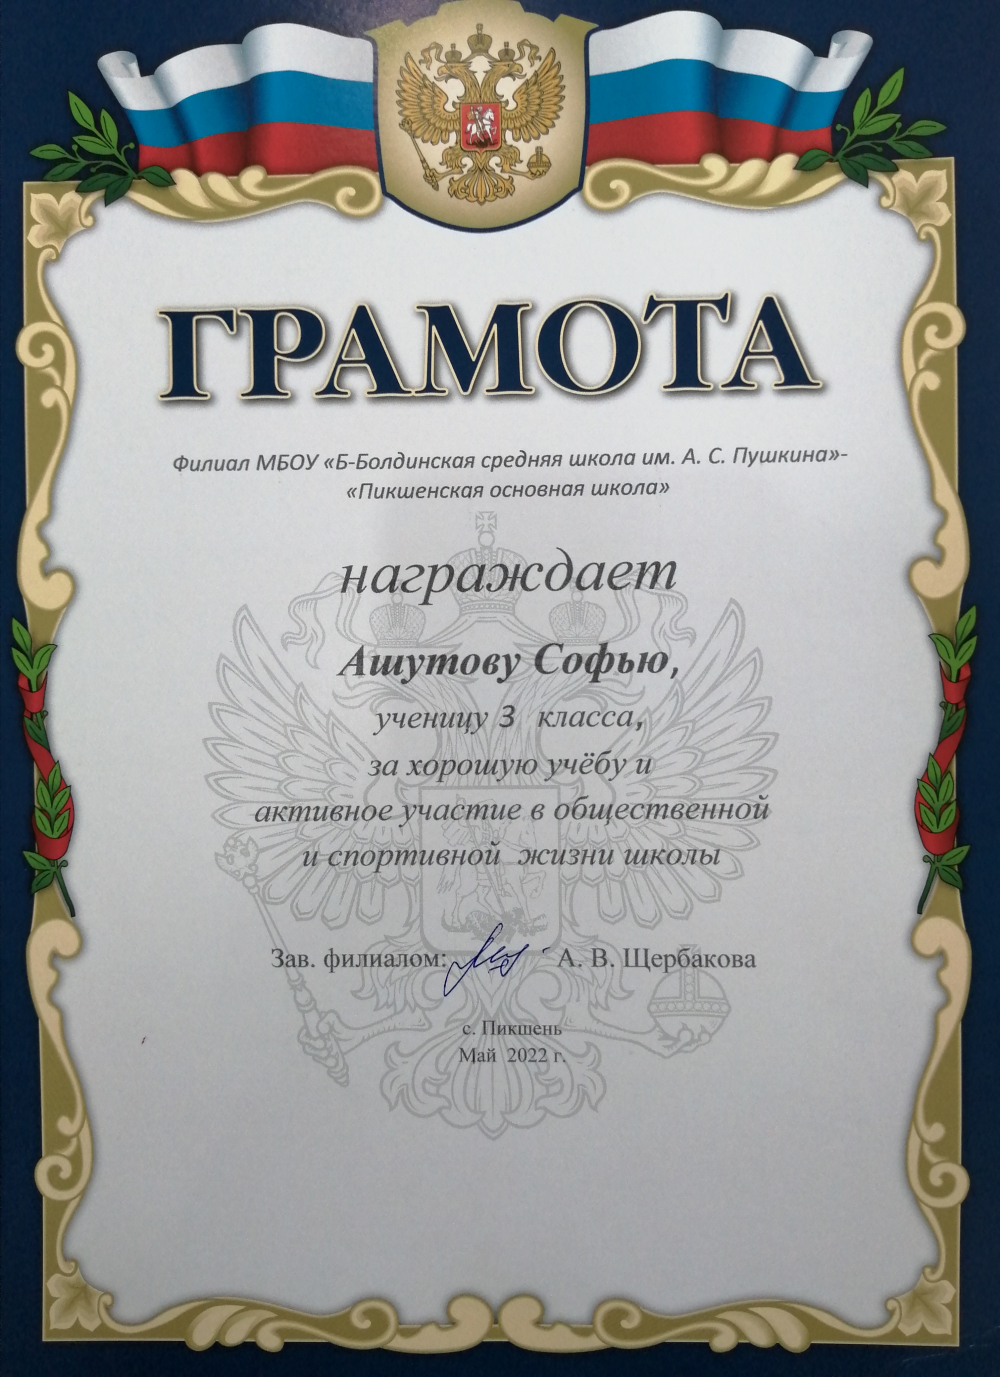 ГРАМОТА
Филиал МБОУ «Б-Болдинская средняя школа им. А. С. Пушкина»-
«Пикшенская основная школа»
награждает
Ашутову Софью,
ученицу 3 класса,
за хорошую учёбу и
активное участие в общественной
и спортивной жизни школы
Зав. филиалом: А. В. Щербакова
с. Пикшень
Май 2022 г.